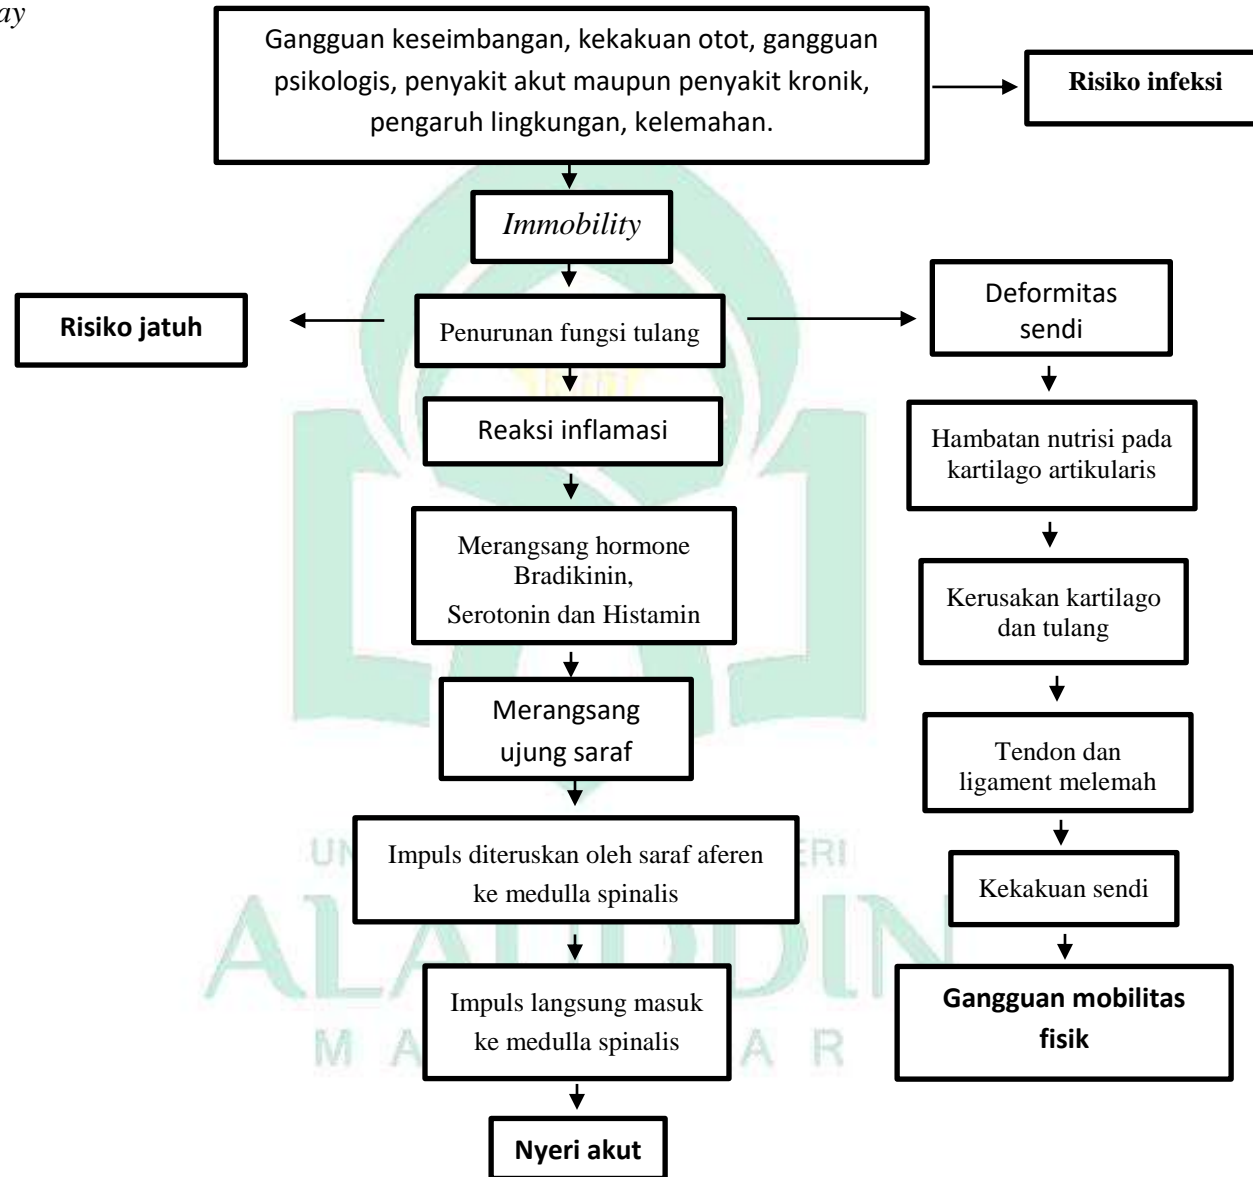 ay
Gangguan keseimbangan, kekakuan otot, gangguan
psikologis, penyakit akut maupun penyakit kronik,
pengaruh lingkungan, kelemahan.
Risiko infeksi
Immobility
Risiko jatuh
Penurunan fungsi tulang
Deformitas
sendi
Reaksi inflamasi
Hambatan nutrisi pada
kartilago artikularis
Merangsang hormone
Bradikinin,
Serotonin dan Histamin
Kerusakan kartilago
dan tulang
Merangsang
ujung saraf
Tendon dan
ligament melemah
Impuls diteruskan oleh saraf aferen
ke medulla spinalis
Kekakuan sendi
Impuls langsung masuk
ke medulla spinalis
Gangguan mobilitas
fisik
Nyeri akut
UN ERI
ALAUDDIN
M A A R